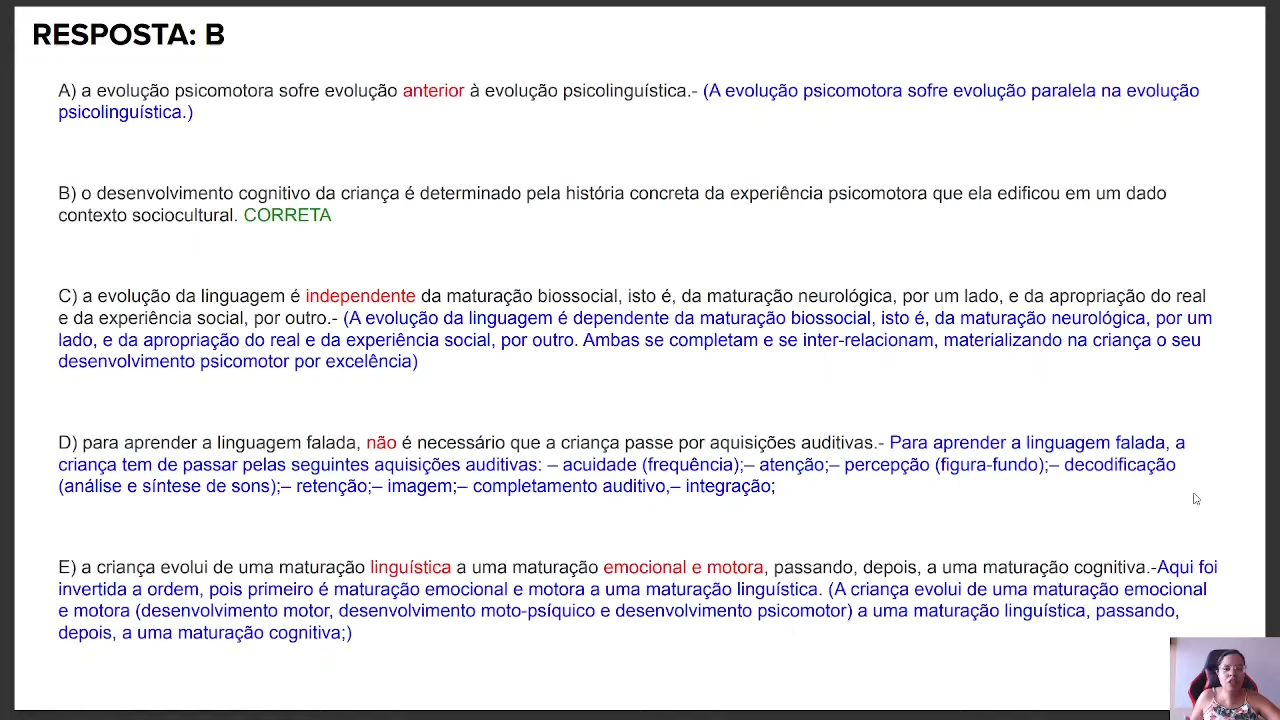 RESPOSTA: B
A) a evolução psicomotora sofre evolução anterior à evolução psicolinguística.- (A evolução psicomotora sofre evolução paralela na evolução
psicolinguística.)
B) o desenvolvimento cognitivo da criança é determinado pela história concreta da experiência psicomotora que ela edificou em um dado
contexto sociocultural. CORRETA
C) a evolução da linguagem é independente da maturação biossocial, isto é, da maturação neurológica, por um lado, e da apropriação do real
e da experiência social, por outro.- (A evolução da linguagem é dependente da maturação biossocial, isto é, da maturação neurológica, por um
lado, e da apropriação do real e da experiência social, por outro. Ambas se completam e se inter-relacionam, materializando na criança o seu
desenvolvimento psicomotor por excelência)
D) para aprender a linguagem falada, não é necessário que a criança passe por aquisições auditivas.- Para aprender a linguagem falada, a
criança tem de passar pelas seguintes aquisições auditivas: – acuidade (frequência);– atenção;– percepção (figura-fundo);– decodificação
(análise e síntese de sons);– retenção;– imagem;– completamento auditivo,– integração;
E) a criança evolui de uma maturação linguística a uma maturação emocional e motora, passando, depois, a uma maturação cognitiva.-Aqui foi
invertida a ordem, pois primeiro é maturação emocional e motora a uma maturação linguística. (A criança evolui de uma maturação emocional
e motora (desenvolvimento motor, desenvolvimento moto-psíquico e desenvolvimento psicomotor) a uma maturação linguística, passando,
depois, a uma maturação cognitiva;)